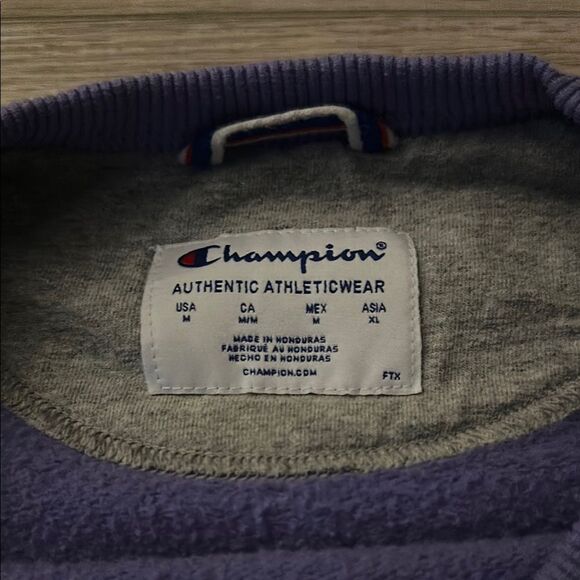 Champion®
AUTHENTIC ATHLETICWEAR
USA CA MEX ASIA
M M/M M XL
MADE IN HONDURAS
FABRIQUÉ AU HONDURAS
HECHO EN HONDURAS
CHAMPION.COM
FTX